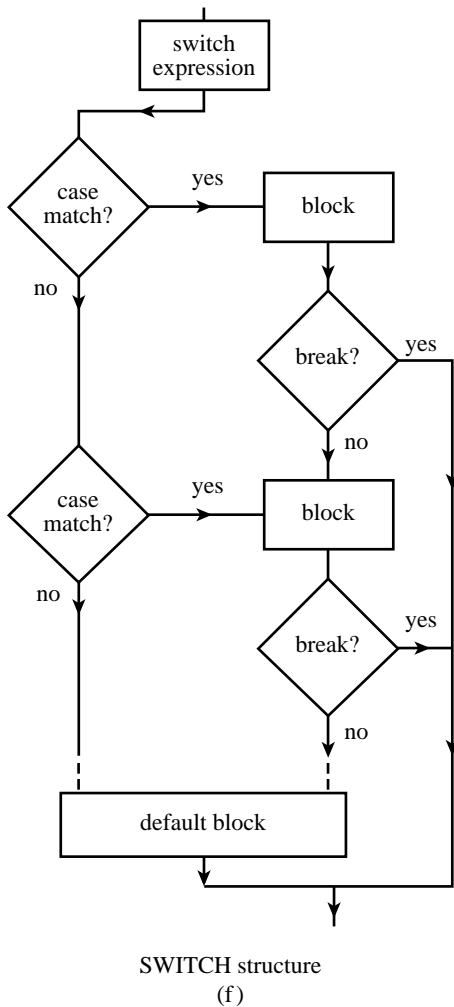 switch
expression
case
match?
yes
block
no
break?
yes
no
case
match?
yes
block
no
break?
yes
no
default block
SWITCH structure
(f)